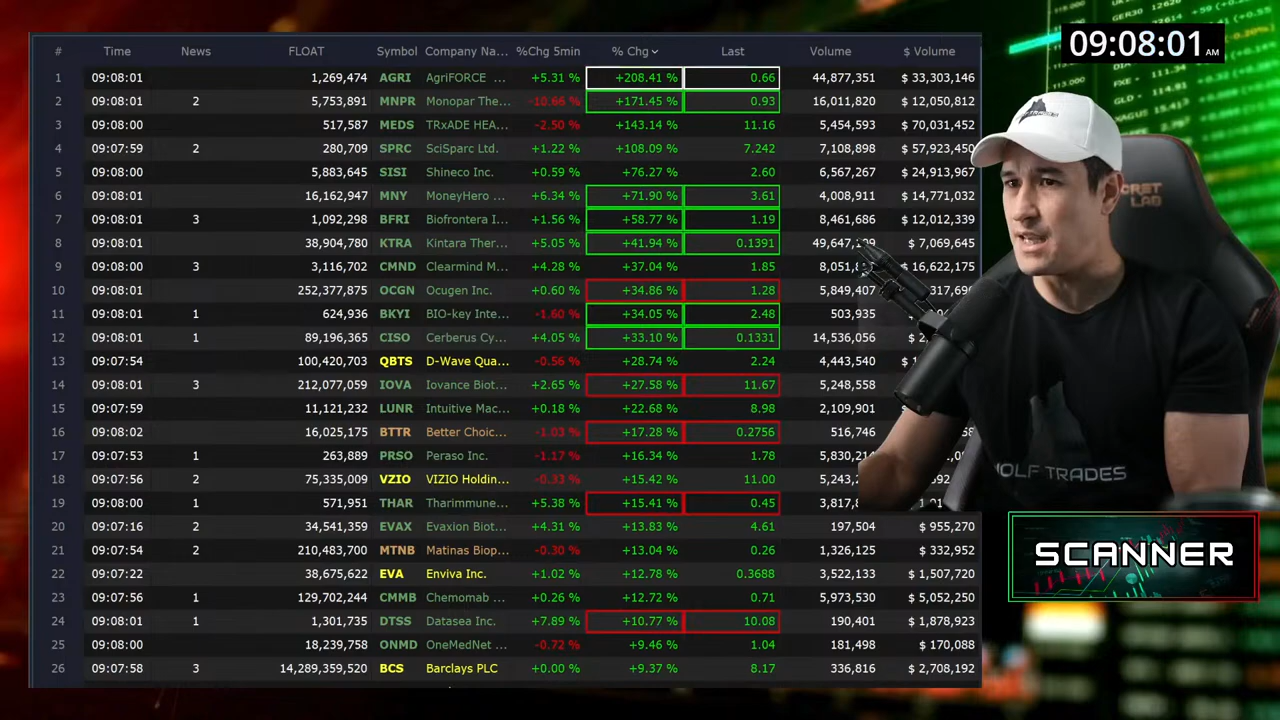 # Time News FLOAT Symbol Company Na... %Chg 5min % Chg Last Volume $ Volume
1 09:08:01 1,269,474 AGRI AgriFORCE ... +5.31 % +208.41 % 0.66 44,877,351 $ 33,303,146
2 09:08:01 2 5,753,891 MNPR Monopar The... -10.66 % +171.45 % 0.93 16,011,820 $ 12,050,812
3 09:08:00 517,397 MEDS TRxADE HEA... -2.50 % +143.14 % 11.16 5,454,593 $ 70,031,452
4 09:07:59 2 280,709 SPRC SciSparc Ltd. +1.22 % +108.09 % 7.242 7,108,898 $ 57,923,450
5 09:08:00 5,883,645 SISI Shineco Inc. +0.59 % +76.27 % 2.60 6,567,267 $ 24,913,967
6 09:08:01 16,162,947 MNY MoneyHero ... +6.34 % +71.90 % 3.61 4,008,911 $ 14,771,032
7 09:08:01 3 1,092,298 BFRI Biofrontera I... +1.56 % +58.77 % 1.19 8,461,686 $ 12,012,339
8 09:08:01 38,304,780 KTRA Kintara Ther... +5.05 % +41.94 % 0.1391 $ 7,069,645
9 09:08:00 3 3,116,702 CMND Clearmind M... +4.28 % +37.04 % 1.85 $ 16,622,175
10 09:08:01 252,377,875 OCGN Ocugen Inc. +0.60 % +34.86 % 1.28 5,849,407
11 09:08:01 1 624,936 BKYI BIO-key Inte... -1.60 % +34.05 % 2.48 503,935
12 09:08:01 1 89,196,365 CISO Cerberus Cy... +4.05 % +33.10 % 0.1331 14,536,056
13 09:07:54 100,420,703 QBTS D-Wave Qua... -0.56 % +28.74 % 2.24 4,443,540
14 09:08:01 3 212,077,059 IOVA Iovance Biot... +2.65 % +27.58 % 11.67 5,248,558
15 09:07:59 11,121,232 LUNR Intuitive Mac... +0.18 % +22.68 % 8.98 2,109,901
16 09:08:02 16,025,175 BTTR Better Choic... -1.03 % +17.28 % 0.2756 516,746
17 09:07:53 1 263,889 PRSO Peraso Inc. -1.17 % +16.34 % 1.78
18 09:07:56 2 75,335,009 VZIO VIZIO Holdin... -0.33 % +15.42 % 11.00
19 09:08:00 1 571,951 THAR Tharimmune... +5.38 % +15.41 % 0.45
20 09:07:16 2 34,541,359 EVAX Evaxion Biot... +4.31 % +13.83 % 4.61 197,504 $ 955,270
21 09:07:54 2 210,483,700 MTNB Matinas Biop... -0.30 % +13.04 % 0.26 1,326,125 $ 332,952
22 09:07:22 38,675,622 EVA Enviva Inc. +1.02 % +12.78 % 0.3688 3,522,133 $ 1,507,720
23 09:07:56 1 129,702,244 CMMB Chemomab ... +0.26 % +12.72 % 0.71 5,973,530 $ 5,052,250
24 09:08:01 1 1,301,735 DTSS Datasea Inc. +7.89 % +10.77 % 10.08 190,401 $ 1,878,923
25 09:08:00 18,239,758 ONMD OneMedNet ... -0.72 % +9.46 % 1.04 181,498 $ 170,088
26 09:07:58 3 14,289,359,520 BCS Barclays PLC +0.00 % +9.37 % 8.17 336,816 $ 2,708,192
09:08:01 AM
WOLF TRADES
SCANNER